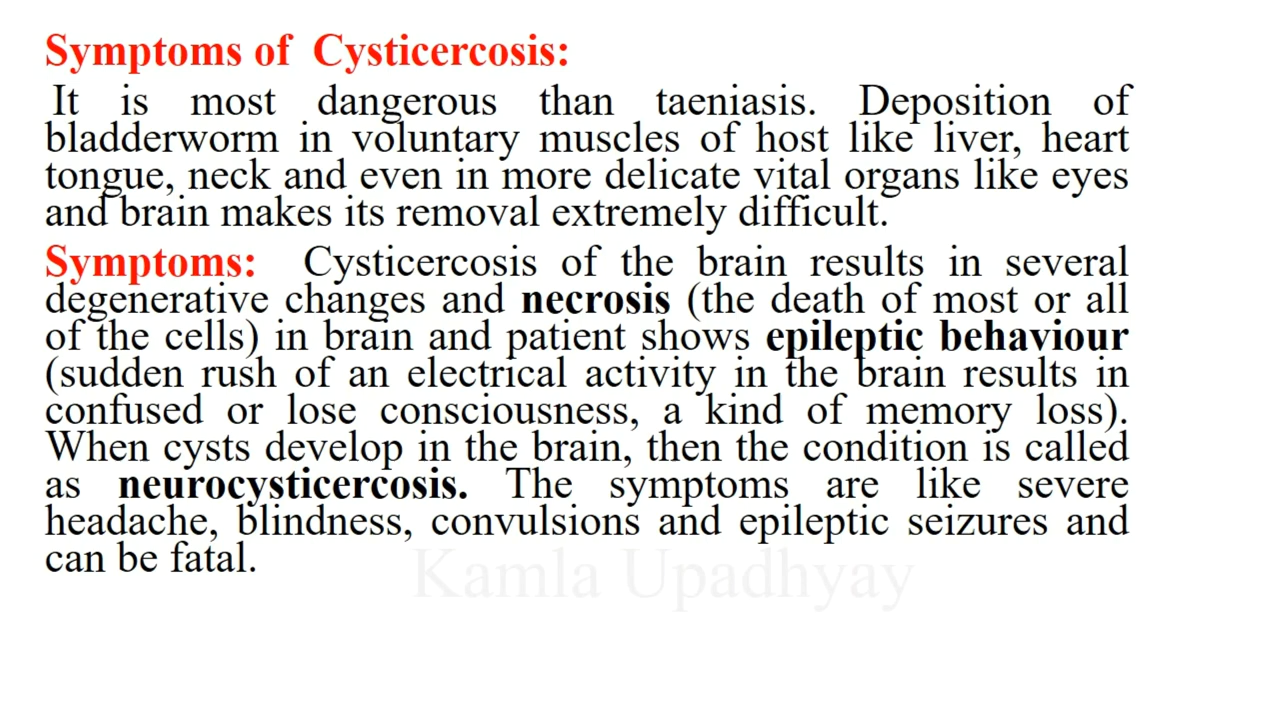 Symptoms of Cysticercosis:
It is most dangerous than taeniasis. Deposition of
bladderworm in voluntary muscles of host like liver, heart
tongue, neck and even in more delicate vital organs like eyes
and brain makes its removal extremely difficult.
Symptoms: Cysticercosis of the brain results in several
degenerative changes and necrosis (the death of most or all
of the cells) in brain and patient shows epileptic behaviour
(sudden rush of an electrical activity in the brain results in
confused or lose consciousness, a kind of memory loss).
When cysts develop in the brain, then the condition is called
as neurocysticercosis. The symptoms are like severe
headache, blindness, convulsions and epileptic seizures and
can be fatal.
Kamla Upadhyay